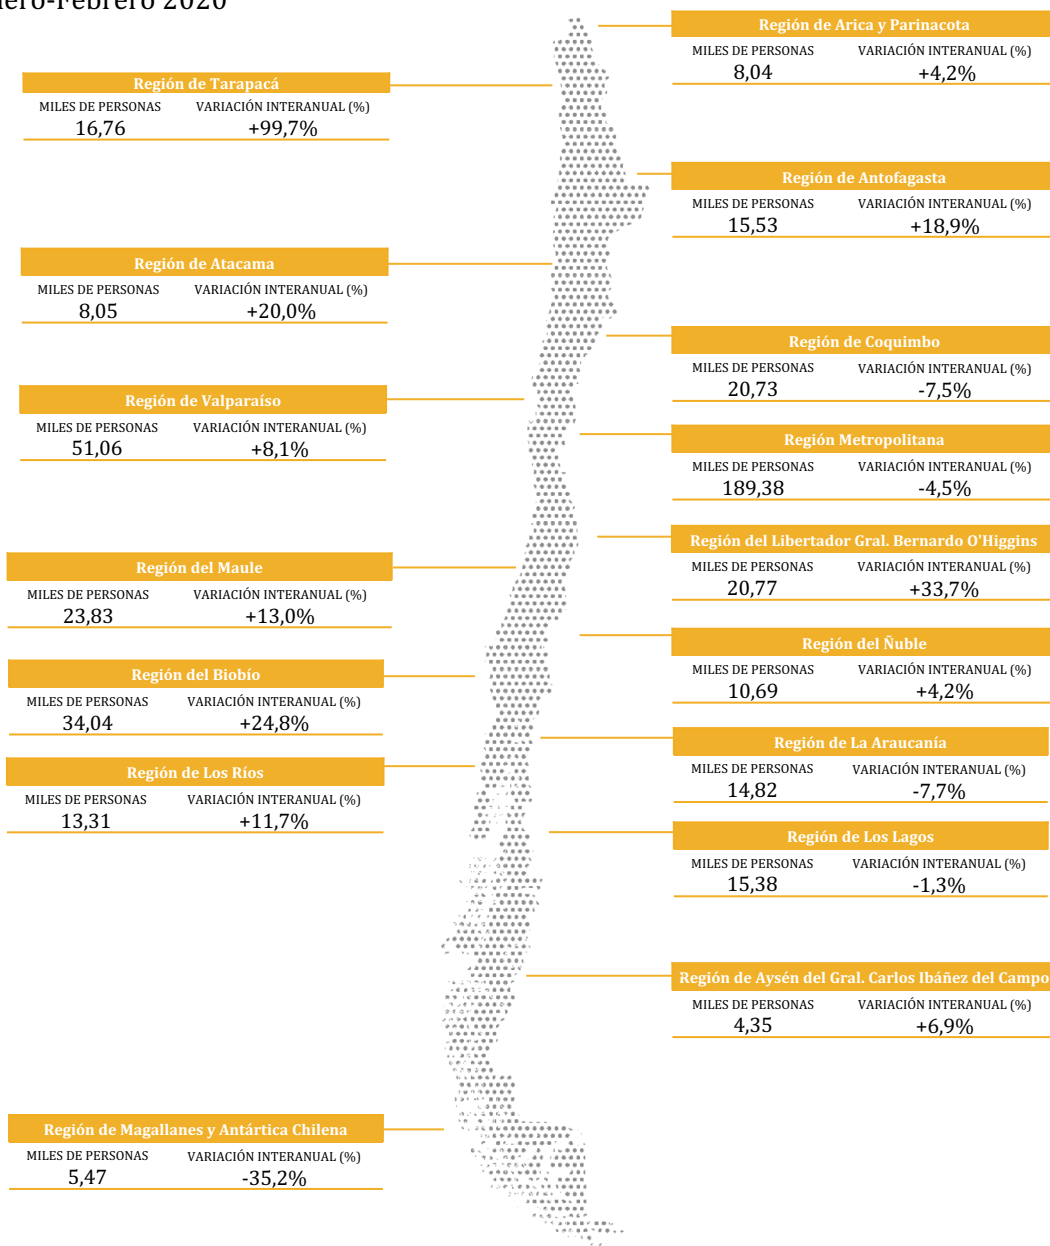 Región de Arica y Parinacota
MILES DE PERSONAS VARIACIÓN INTERANUAL (%)
8,04 +4,2%
Región de Tarapacá
MILES DE PERSONAS VARIACIÓN INTERANUAL (%)
16,76 +99,7%
Región de Antofagasta
MILES DE PERSONAS VARIACIÓN INTERANUAL (%)
15,53 +18,9%
Región de Atacama
MILES DE PERSONAS VARIACIÓN INTERANUAL (%)
8,05 +20,0%
Región de Coquimbo
MILES DE PERSONAS VARIACIÓN INTERANUAL (%)
20,73 -7,5%
Región de Valparaíso
MILES DE PERSONAS VARIACIÓN INTERANUAL (%)
51,06 +8,1%
Región Metropolitana
MILES DE PERSONAS VARIACIÓN INTERANUAL (%)
189,38 -4,5%
Región del Libertador Gral. Bernardo O'Higgins
MILES DE PERSONAS VARIACIÓN INTERANUAL (%)
20,77 +33,7%
Región del Maule
MILES DE PERSONAS VARIACIÓN INTERANUAL (%)
23,83 +13,0%
Región del Ñuble
MILES DE PERSONAS VARIACIÓN INTERANUAL (%)
10,69 +4,2%
Región del Biobío
MILES DE PERSONAS VARIACIÓN INTERANUAL (%)
34,04 +24,8%
Región de La Araucanía
MILES DE PERSONAS VARIACIÓN INTERANUAL (%)
14,82 -7,7%
Región de Los Ríos
MILES DE PERSONAS VARIACIÓN INTERANUAL (%)
13,31 +11,7%
Región de Los Lagos
MILES DE PERSONAS VARIACIÓN INTERANUAL (%)
15,38 -1,3%
Región de Aysén del Gral. Carlos Ibáñez del Campo
MILES DE PERSONAS VARIACIÓN INTERANUAL (%)
4,35 +6,9%
Región de Magallanes y Antártica Chilena
MILES DE PERSONAS VARIACIÓN INTERANUAL (%)
5,47 -35,2%